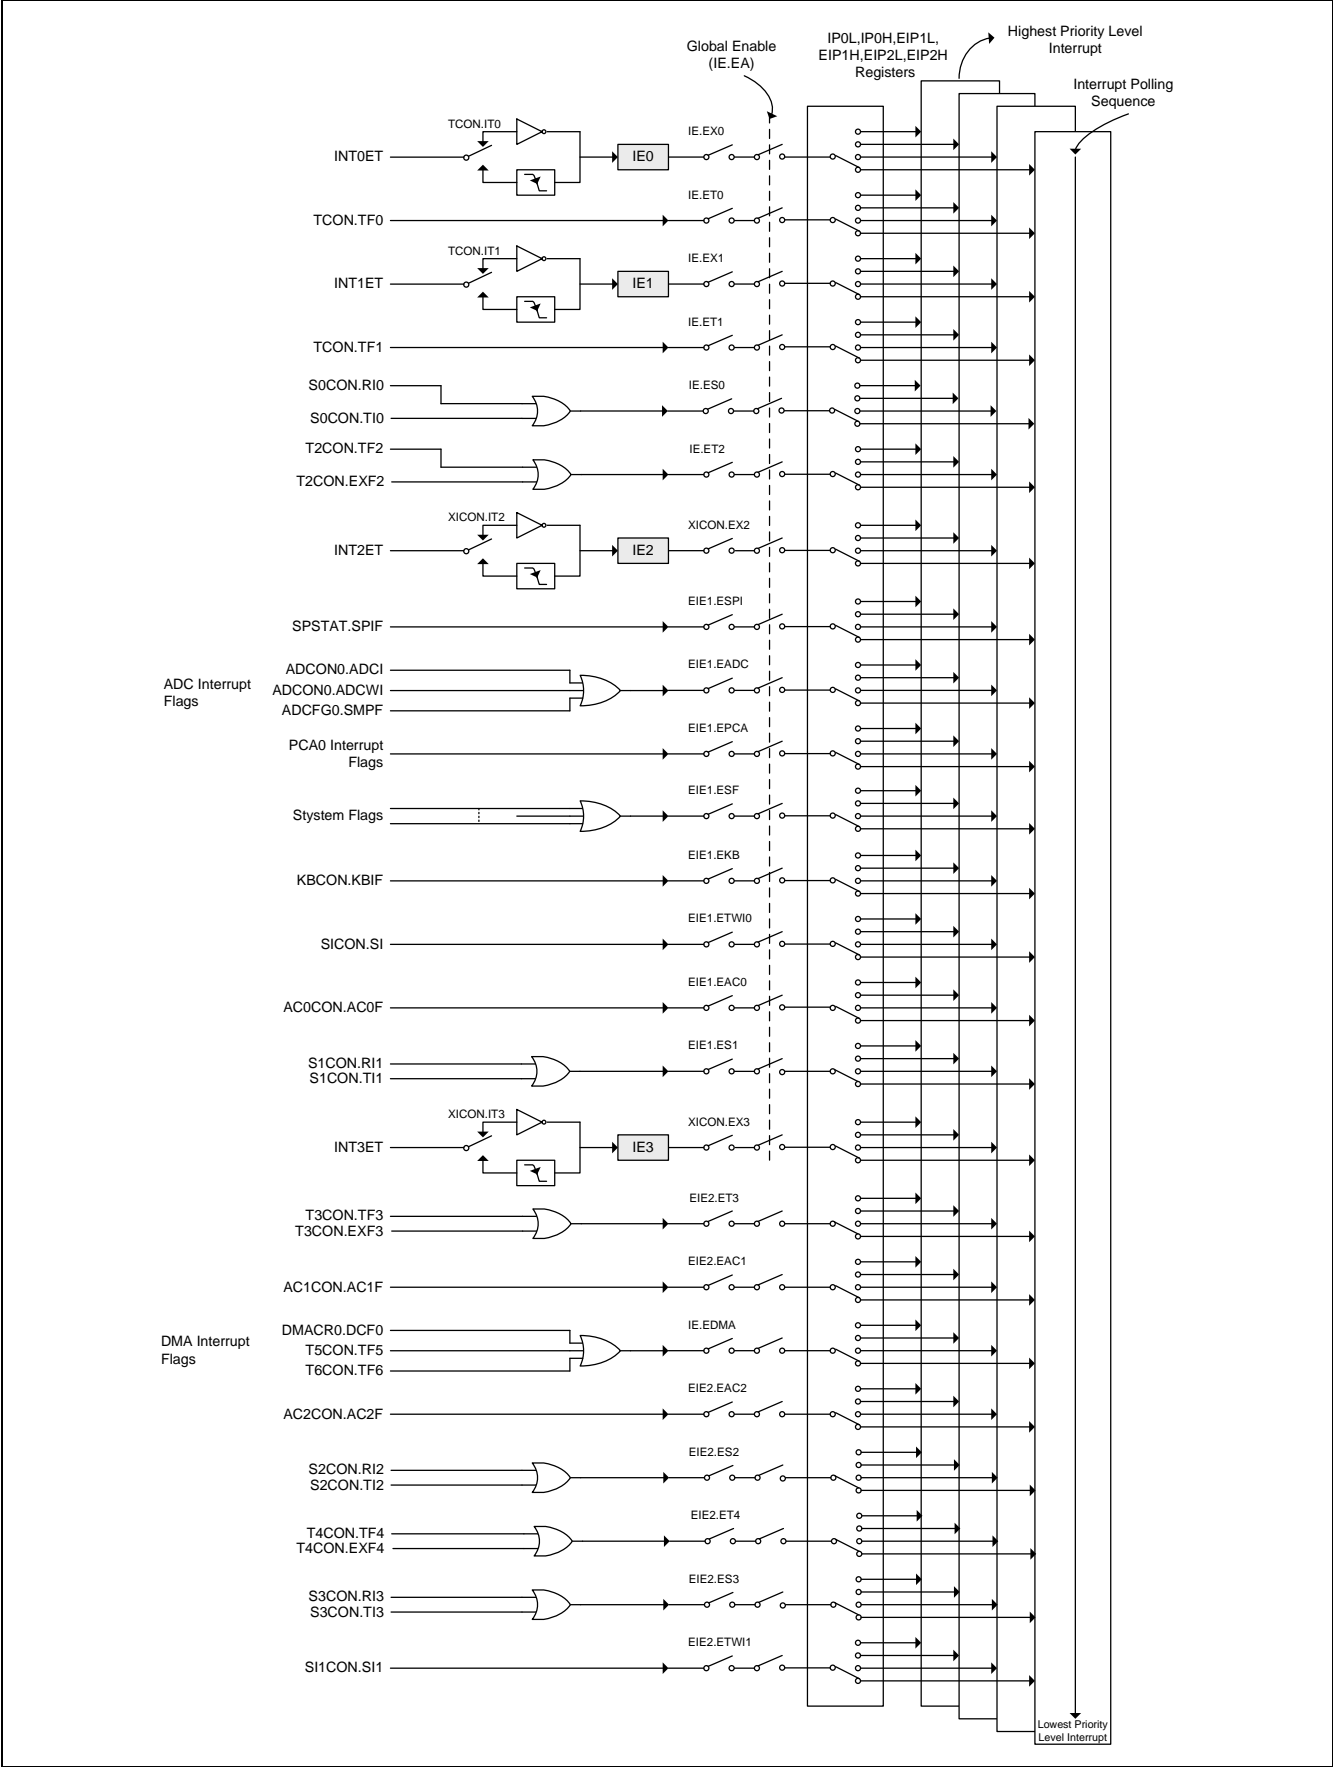 Highest Priority Level
Interrupt
IP0L,IP0H,EIP1L,
EIP1H,EIP2L,EIP2H
Registers
Global Enable
(IE.EA)
Interrupt Polling
Sequence
TCON.IT0
IE.EX0
INT0ET
IE0
IE.ET0
TCON.TF0
TCON.IT1
IE.EX1
INT1ET
IE1
IE.ET1
TCON.TF1
S0CON.RI0
IE.ES0
S0CON.TI0
T2CON.TF2
IE.ET2
T2CON.EXF2
XICON.IT2
XICON.EX2
INT2ET
IE2
EIE1.ESPI
SPSTAT.SPIF
ADC Interrupt
Flags
ADCON0.ADCI
EIE1.EADC
ADCON0.ADCWI
ADCFG0.SMPF
EIE1.EPCA
PCA0 Interrupt
Flags
EIE1.ESF
Stystem Flags
EIE1.EKB
KBCON.KBIF
EIE1.ETWI0
SICON.SI
EIE1.EAC0
AC0CON.AC0F
EIE1.ES1
S1CON.RI1
S1CON.TI1
XICON.IT3
XICON.EX3
INT3ET
IE3
EIE2.ET3
T3CON.TF3
T3CON.EXF3
EIE2.EAC1
AC1CON.AC1F
DMA Interrupt
Flags
DMACR0.DCF0
IE.EDMA
T5CON.TF5
T6CON.TF6
EIE2.EAC2
AC2CON.AC2F
EIE2.ES2
S2CON.RI2
S2CON.TI2
EIE2.ET4
T4CON.TF4
T4CON.EXF4
EIE2.ES3
S3CON.RI3
S3CON.TI3
EIE2.ETWI1
SI1CON.SI1
Lowest Priority
Level Interrupt